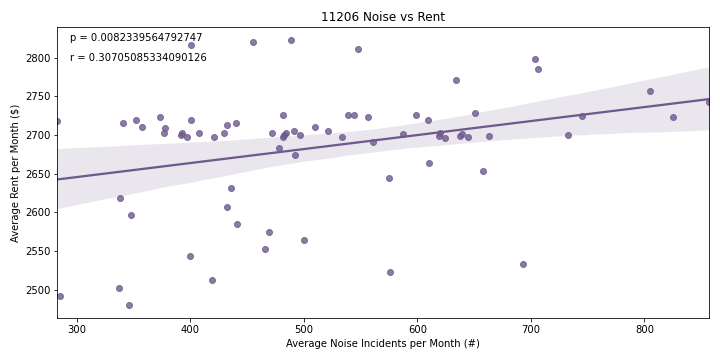 11206 Noise vs Rent
p = 0.0082339564792747
r = 0.30705085334090126
2800
2750
2700
2650
2600
2550
2500
Average Rent per Month ($)
300 400 500 600 700 800
Average Noise Incidents per Month (#)